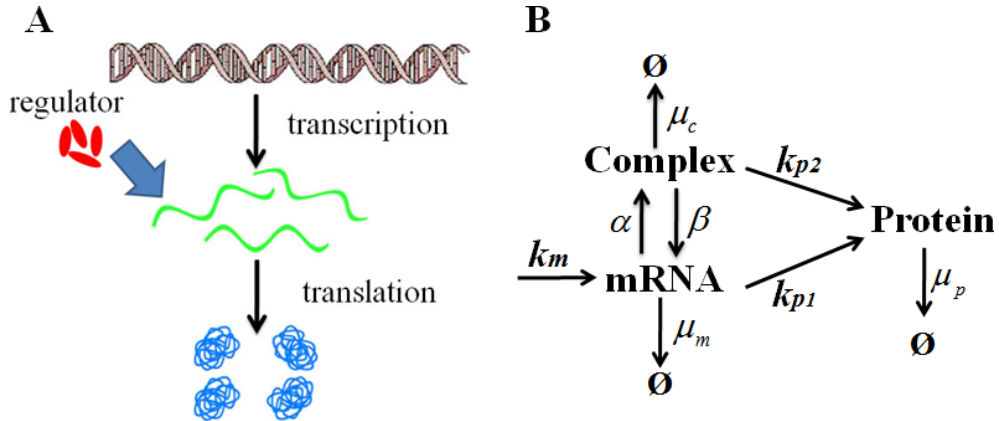 A
regulator
transcription
translation
B
Ø
μc
Complex
kp2
α
β
Protein
km
mRNA
kp1
μp
μm
Ø
Ø